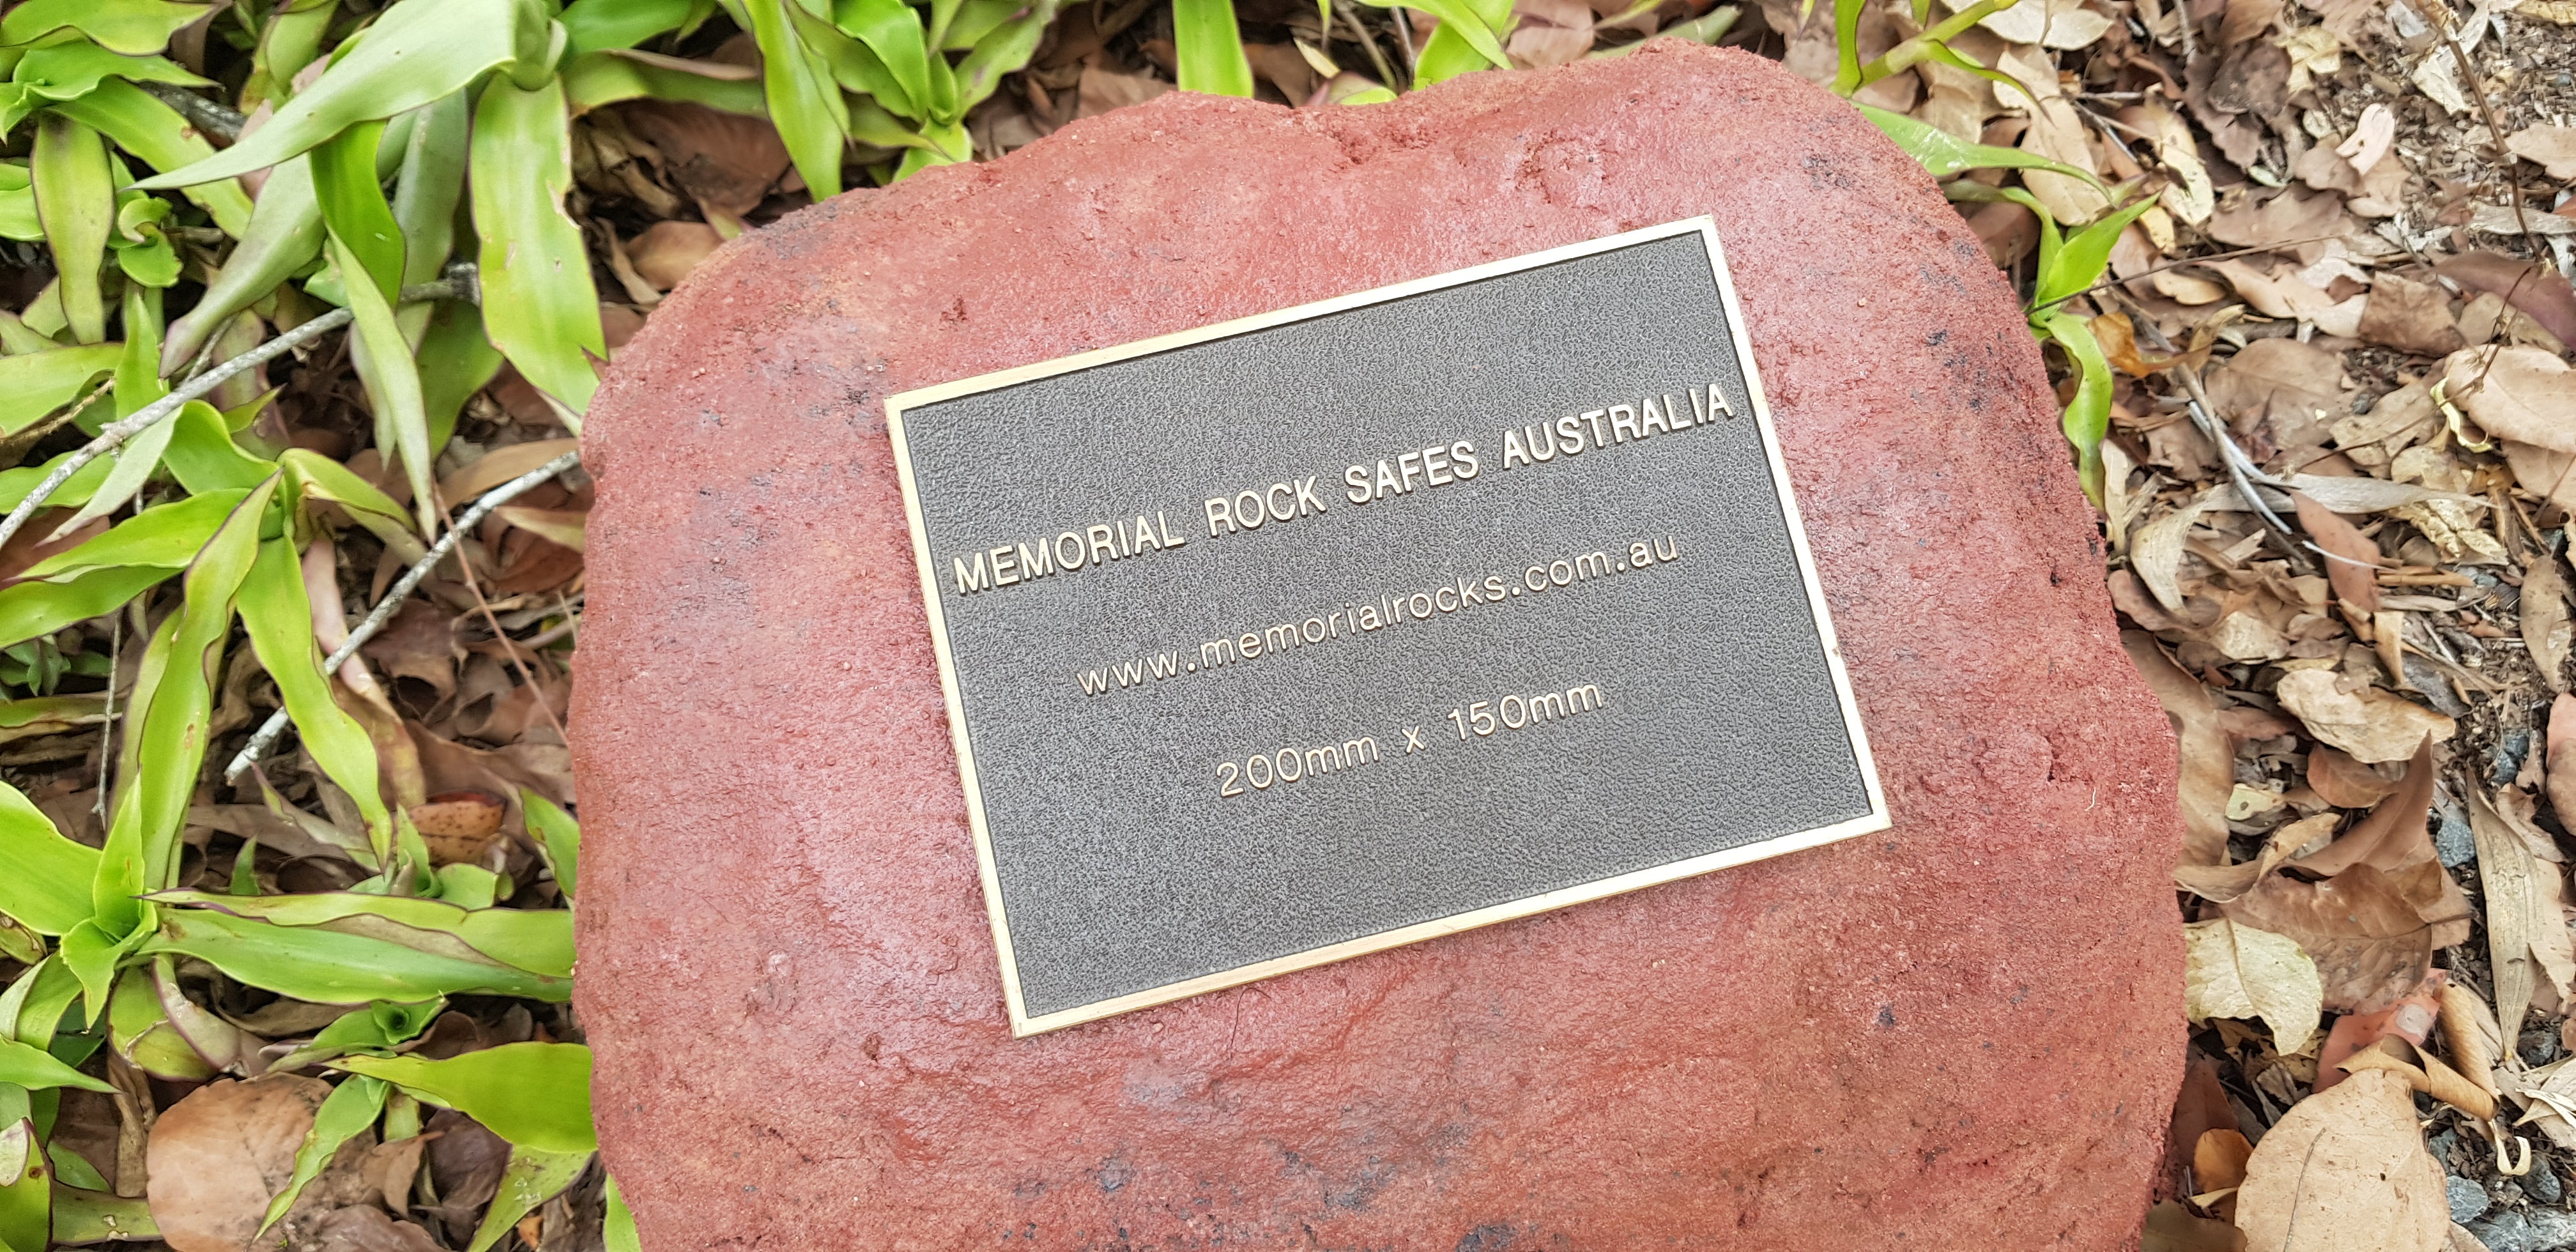 MEMORIAL ROCK SAFES AUSTRALIA
www.memorialrocks.com.au
200mm x 150mm